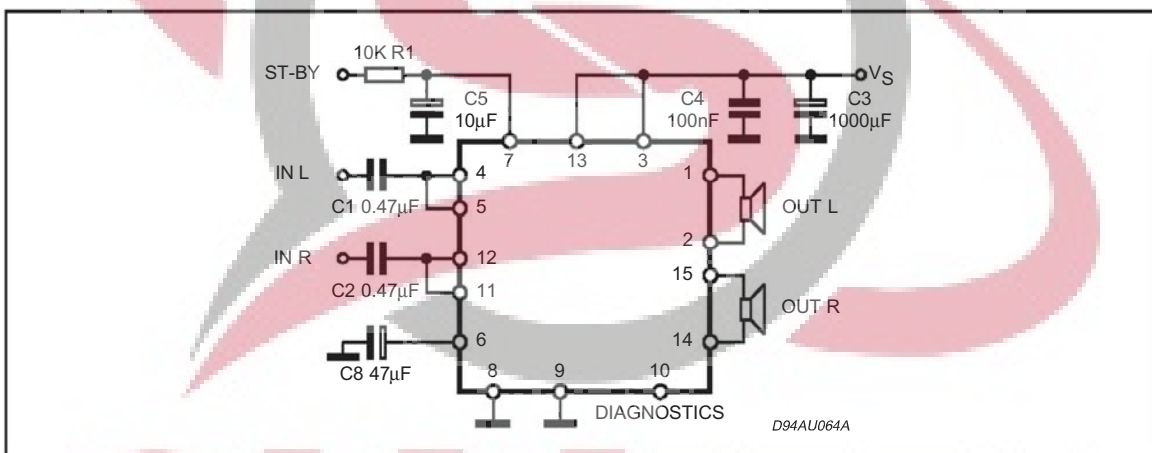 10K R1
ST-BY
C5
10µF
C4
100nF
VS
C3
1000µF
7
13
3
IN L
C1 0.47µF
4
5
1
OUT L
2
IN R
C2 0.47µF
12
11
15
OUT R
14
6
C8 47µF
8
9
10
DIAGNOSTICS
D94AU064A